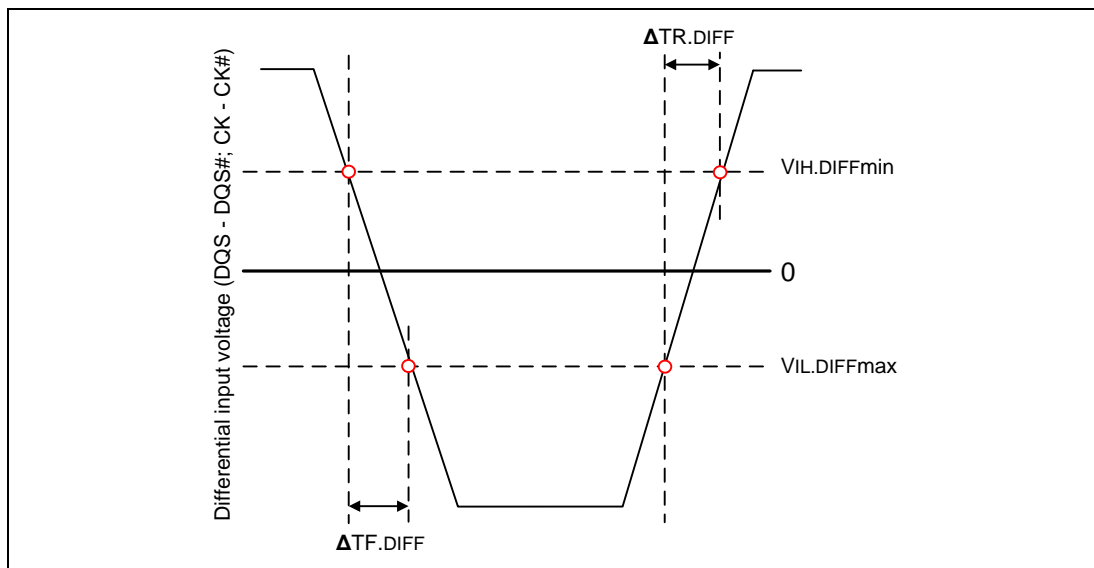 ΔTR.DIFF
Differential input voltage (DQS - DQS#; CK - CK#)
VIH.DIFFmin
0
VIL.DIFFmax
ΔTF.DIFF